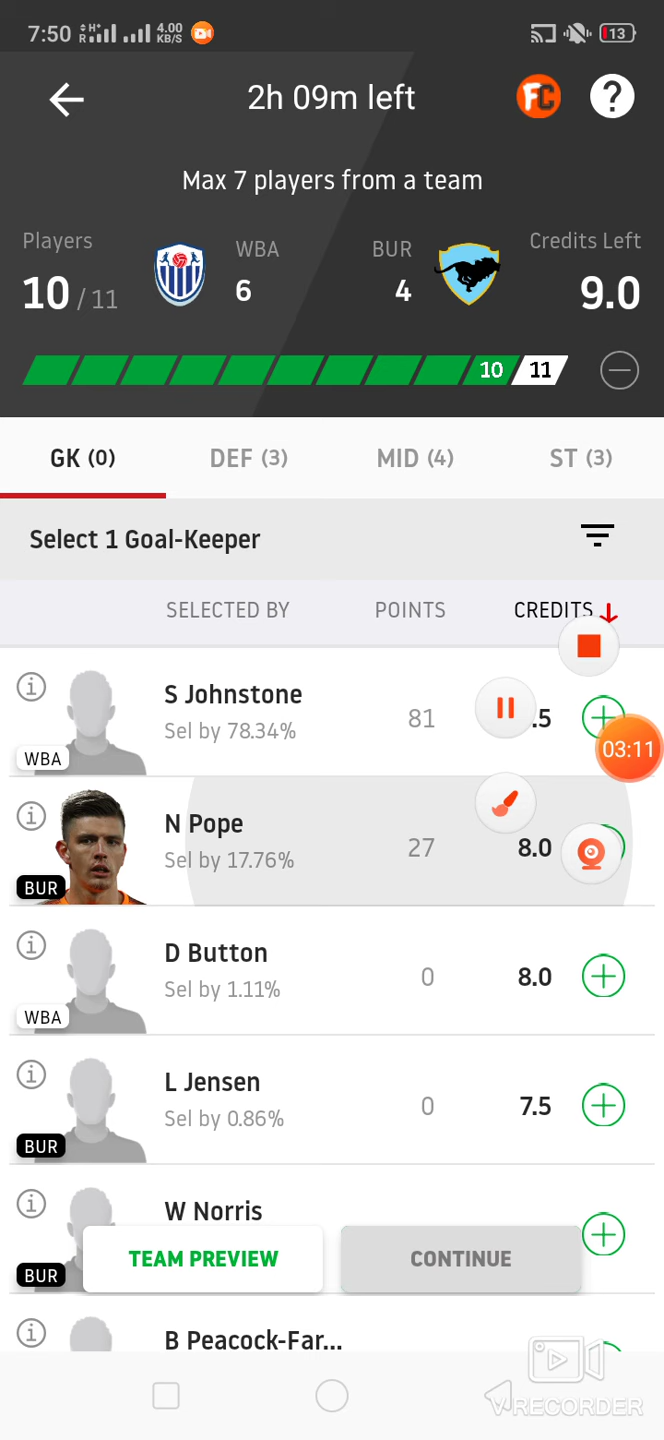 7:50 R 4.00 KB/S 13
2h 09m left FC ?
Max 7 players from a team
Players WBA BUR Credits Left
10 / 11 6 4 9.0
10 11
GK (0) DEF (3) MID (4) ST (3)
Select 1 Goal-Keeper
SELECTED BY POINTS CREDITS
S Johnstone
Sel by 78.34% 81 .5
WBA
03:11
N Pope
Sel by 17.76% 27 8.0
BUR
D Button
Sel by 1.11% 0 8.0
WBA
L Jensen
Sel by 0.86% 0 7.5
BUR
W Norris
BUR
TEAM PREVIEW CONTINUE
B Peacock-Far...
VRECORDER